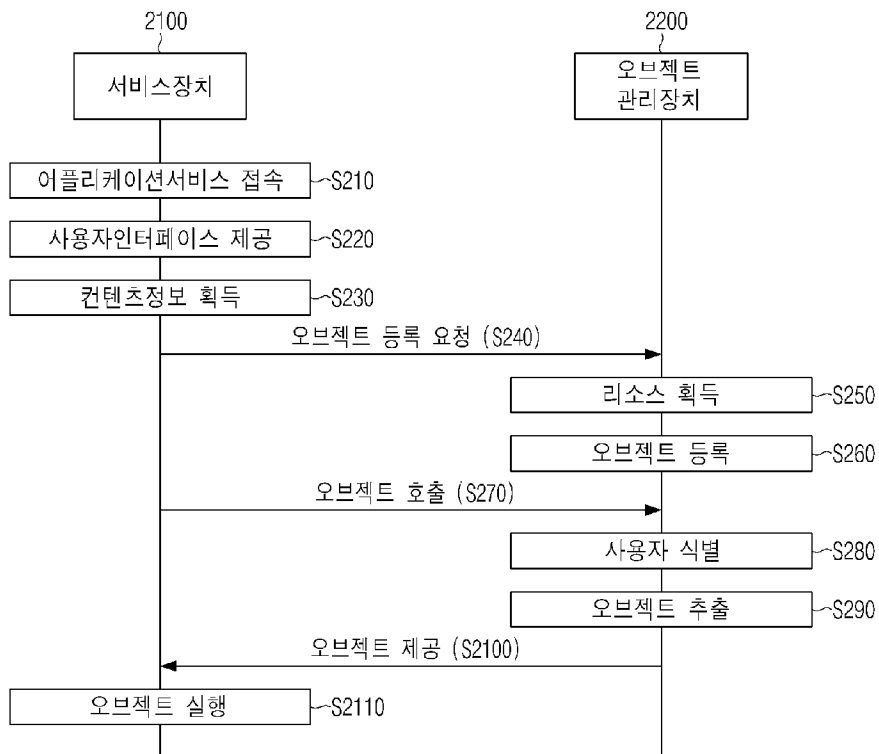 2100
2200
서비스장치
오브젝트
관리장치
어플리케이션서비스 접속
S210
사용자인터페이스 제공
S220
컨텐츠정보 획득
S230
오브젝트 등록 요청 (S240)
리소스 획득
S250
오브젝트 등록
S260
오브젝트 호출 (S270)
사용자 식별
S280
오브젝트 추출
S290
오브젝트 제공 (S2100)
오브젝트 실행
S2110